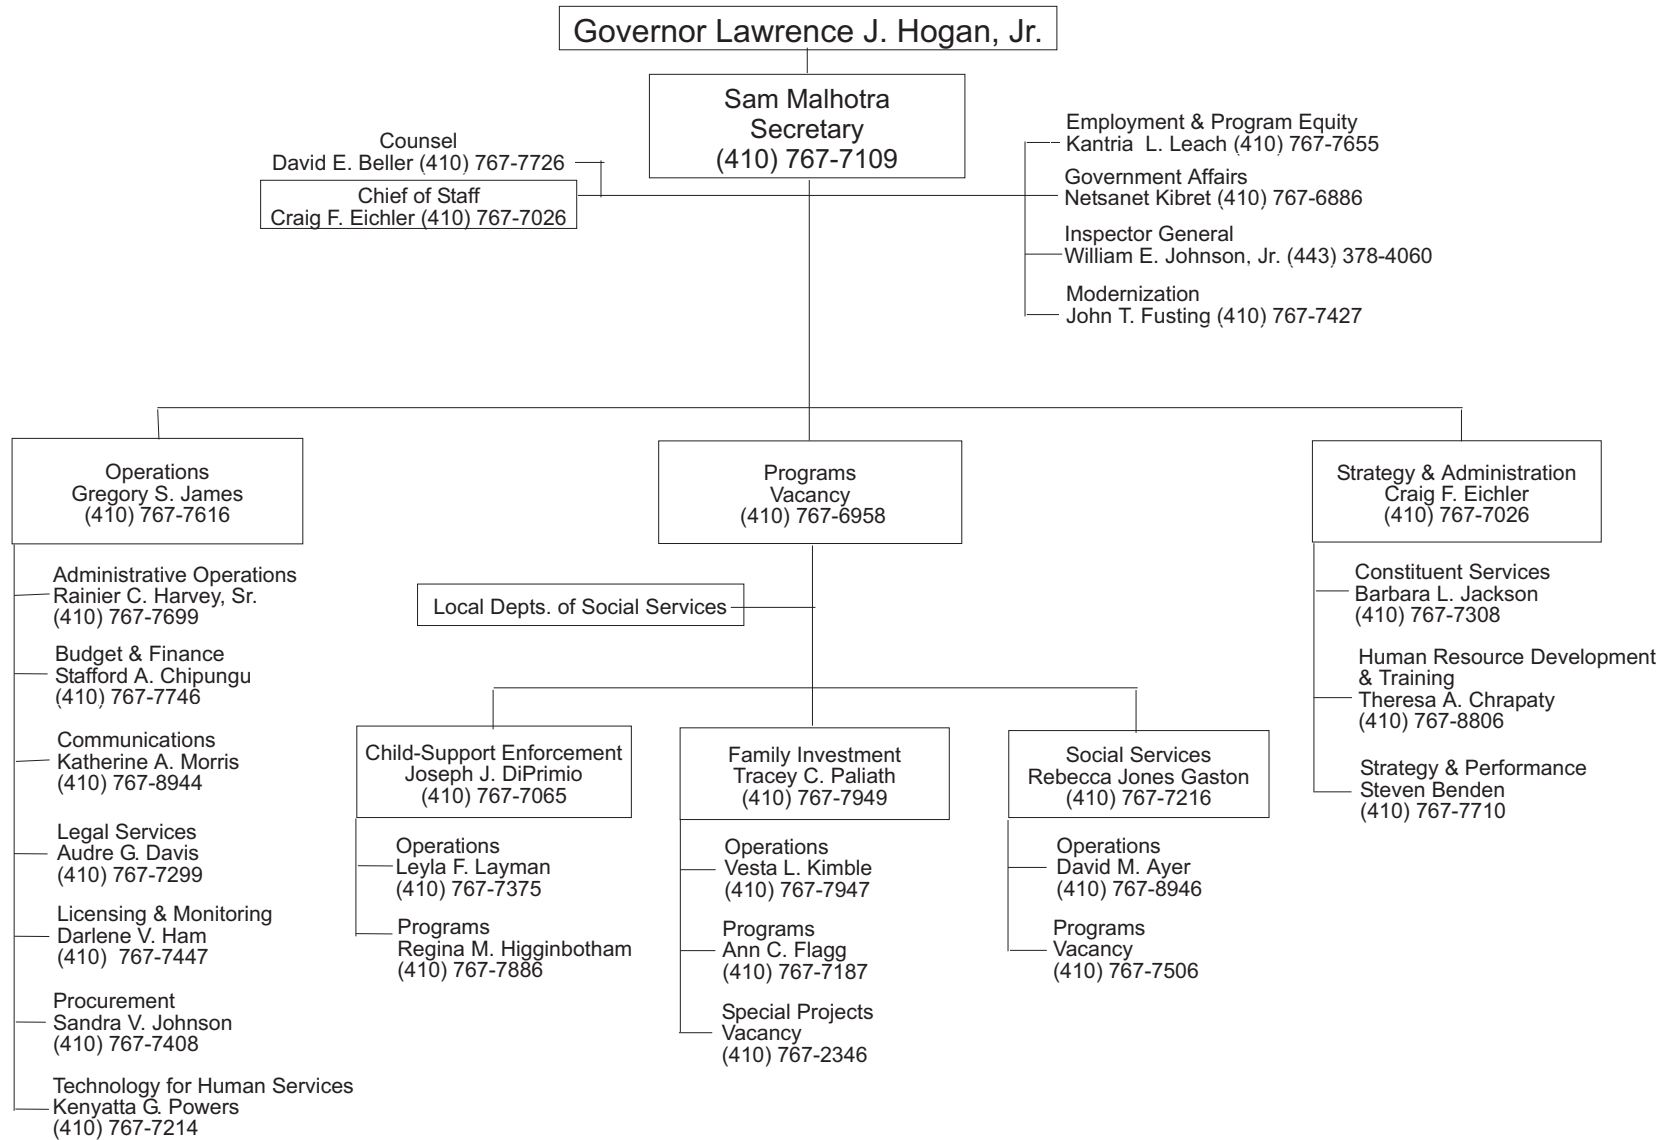 Governor Lawrence J. Hogan, Jr.
Sam Malhotra
Secretary
(410) 767-7109
Counsel
David E. Beller (410) 767-7726
Chief of Staff
Craig F. Eichler (410) 767-7026
Employment & Program Equity
Kantria L. Leach (410) 767-7655
Government Affairs
Netsanet Kibret (410) 767-6886
Inspector General
William E. Johnson, Jr. (443) 378-4060
Modernization
John T. Fusting (410) 767-7427
Operations
Gregory S. James
(410) 767-7616
Administrative Operations
Rainier C. Harvey, Sr.
(410) 767-7699
Budget & Finance
Stafford A. Chipungu
(410) 767-7746
Communications
Katherine A. Morris
(410) 767-8944
Legal Services
Audre G. Davis
(410) 767-7299
Licensing & Monitoring
Darlene V. Ham
(410) 767-7447
Procurement
Sandra V. Johnson
(410) 767-7408
Technology for Human Services
Kenyatta G. Powers
(410) 767-7214
Programs
Vacancy
(410) 767-6958
Local Depts. of Social Services
Child-Support Enforcement
Joseph J. DiPrimio
(410) 767-7065
Operations
Leyla F. Layman
(410) 767-7375
Programs
Regina M. Higginbotham
(410) 767-7886
Family Investment
Tracey C. Paliath
(410) 767-7949
Operations
Vesta L. Kimble
(410) 767-7947
Programs
Ann C. Flagg
(410) 767-7187
Special Projects
Vacancy
(410) 767-2346
Social Services
Rebecca Jones Gaston
(410) 767-7216
Operations
David M. Ayer
(410) 767-8946
Programs
Vacancy
(410) 767-7506
Strategy & Administration
Craig F. Eichler
(410) 767-7026
Constituent Services
Barbara L. Jackson
(410) 767-7308
Human Resource Development
& Training
Theresa A. Chrapaty
(410) 767-8806
Strategy & Performance
Steven Benden
(410) 767-7710